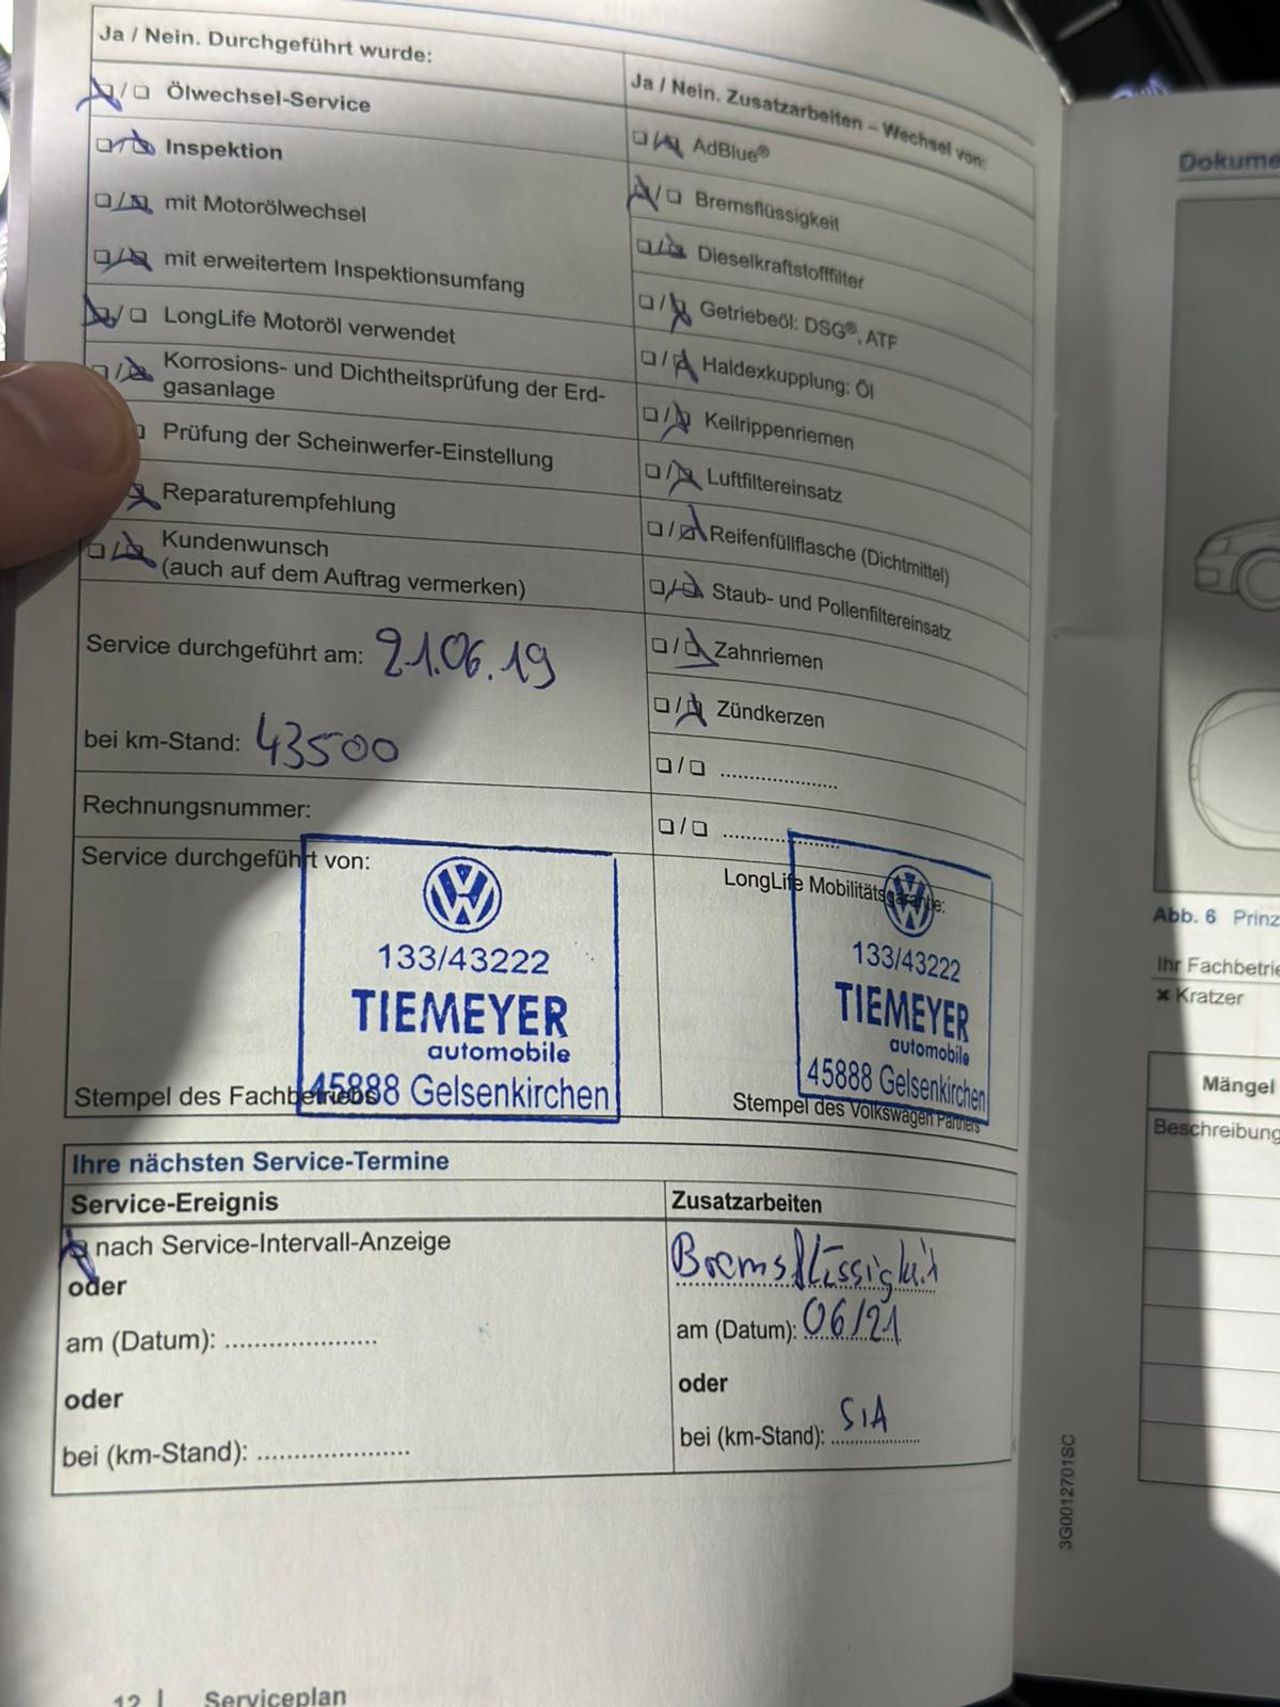 Ja / Nein. Durchgeführt wurde:
❏/❏ Ölwechsel-Service
❏/❏ Inspektion
❏/❏ mit Motorölwechsel
❏/❏ mit erweitertem Inspektionsumfang
❏/❏ LongLife Motoröl verwendet
❏/❏ Korrosions- und Dichtheitsprüfung der Erd-
gasanlage
Prüfung der Scheinwerfer-Einstellung
Reparaturempfehlung
❏/❏ Kundenwunsch
(auch auf dem Auftrag vermerken)
Service durchgeführt am: 21.06.19
bei km-Stand: 43500
Rechnungsnummer:
Service durchgeführt von:
133/43222
TIEMEYER
automobile
45888 Gelsenkirchen
Stempel des Fachbetriebs
Ja / Nein. Zusatzarbeiten – Wechsel von:
❏/❏ AdBlue®
❏/❏ Bremsflüssigkeit
❏/❏ Dieselkraftstofffilter
❏/❏ Getriebeöl: DSG®, ATF
❏/❏ Haldexkupplung: Öl
❏/❏ Keilrippenriemen
❏/❏ Luftfiltereinsatz
❏/❏ Reifenfüllflasche (Dichtmittel)
❏/❏ Staub- und Pollenfiltereinsatz
❏/❏ Zahnriemen
❏/❏ Zündkerzen
❏/❏ ....................
❏/❏ ....................
LongLife Mobilitätsgarantie:
133/43222
TIEMEYER
automobile
45888 Gelsenkirchen
Stempel des Volkswagen Partners
Ihre nächsten Service-Termine
Service-Ereignis
❏ nach Service-Intervall-Anzeige
oder
am (Datum): ....................
oder
bei (km-Stand): ....................
Zusatzarbeiten
Bremsflüssigkeit
am (Datum): 06/21
oder
bei (km-Stand): SIA
12 | Serviceplan
3G0012701SC
Dokume
Abb. 6 Prinz
Ihr Fachbetrie
× Kratzer
Mängel
Beschreibung